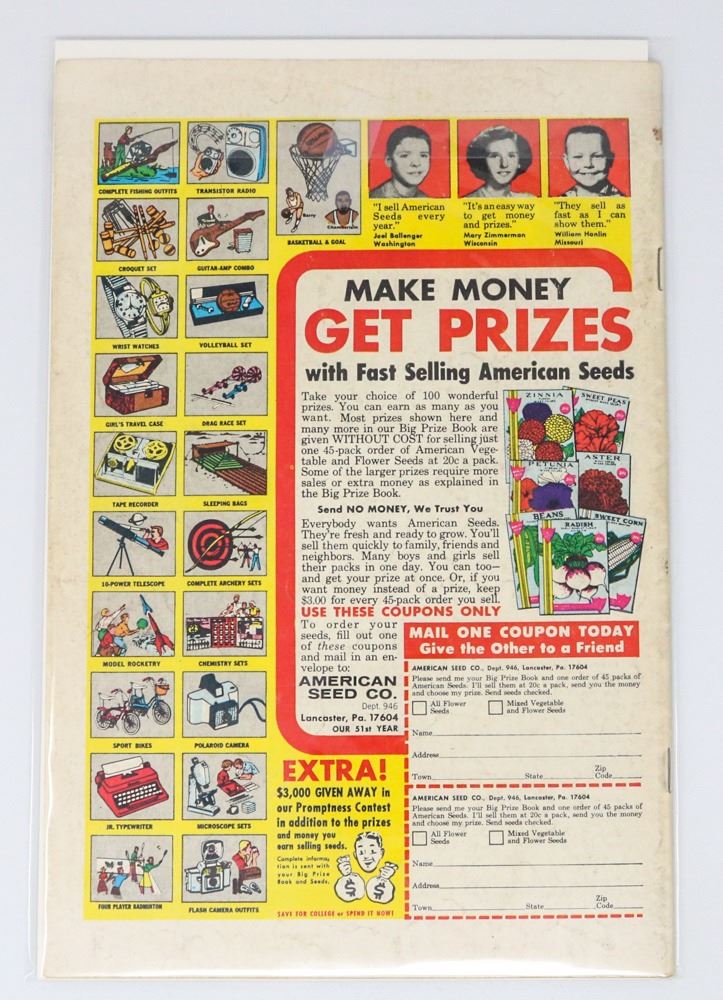 COMPLETE FISHING OUTFITS
TRANSISTOR RADIO
Barry
Chamberlain
BASKETBALL & GOAL
CROQUET SET
GUITAR-AMP COMBO
WRIST WATCHES
VOLLEYBALL SET
GIRL'S TRAVEL CASE
DRAG RACE SET
TAPE RECORDER
SLEEPING BAGS
10-POWER TELESCOPE
COMPLETE ARCHERY SETS
MODEL ROCKETRY
CHEMISTRY SETS
SPORT BIKES
POLAROID CAMERA
JR. TYPEWRITER
MICROSCOPE SETS
FOUR PLAYER BADMINTON
FLASH CAMERA OUTFITS
"I sell American
Seeds every
year."
Joel Ballenger
Washington
"It's an easy way
to get money
and prizes."
Mary Zimmerman
Wisconsin
"They sell as
fast as I can
show them."
William Hanlin
Missouri
MAKE MONEY
GET PRIZES
with Fast Selling American Seeds
Take your choice of 100 wonderful
prizes. You can earn as many as you
want. Most prizes shown here and
many more in our Big Prize Book are
given WITHOUT COST for selling just
one 45-pack order of American Vege-
table and Flower Seeds at 20c a pack.
Some of the larger prizes require more
sales or extra money as explained in
the Big Prize Book.
Send NO MONEY, We Trust You
Everybody wants American Seeds.
They're fresh and ready to grow. You'll
sell them quickly to family, friends and
neighbors. Many boys and girls sell
their packs in one day. You can too—
and get your prize at once. Or, if you
want money instead of a prize, keep
$3.00 for every 45-pack order you sell.
ZINNIA
SWEET PEAS
PETUNIA
ASTER
BEANS
RADISH
SWEET CORN
USE THESE COUPONS ONLY
To order your
seeds, fill out one
of these coupons
and mail in an en-
velope to:
AMERICAN
SEED CO.
Dept. 946
Lancaster, Pa. 17604
OUR 51st YEAR
MAIL ONE COUPON TODAY
Give the Other to a Friend
AMERICAN SEED CO., Dept. 946, Lancaster, Pa. 17604
Please send me your Big Prize Book and one order of 45 packs of
American Seeds. I'll sell them at 20c a pack, send you the money
and choose my prize. Send seeds checked.
All Flower
Seeds
Mixed Vegetable
and Flower Seeds
Name
Address
Zip
Town State Code
AMERICAN SEED CO., Dept. 946, Lancaster, Pa. 17604
Please send me your Big Prize Book and one order of 45 packs of
American Seeds. I'll sell them at 20c a pack, send you the money
and choose my prize. Send seeds checked.
All Flower
Seeds
Mixed Vegetable
and Flower Seeds
Name
Address
Zip
Town State Code
EXTRA!
$3,000 GIVEN AWAY in
our Promptness Contest
in addition to the prizes
and money you
earn selling seeds.
Complete informa-
tion is sent with
your Big Prize
Book and Seeds.
$ $
SAVE FOR COLLEGE or SPEND IT NOW!